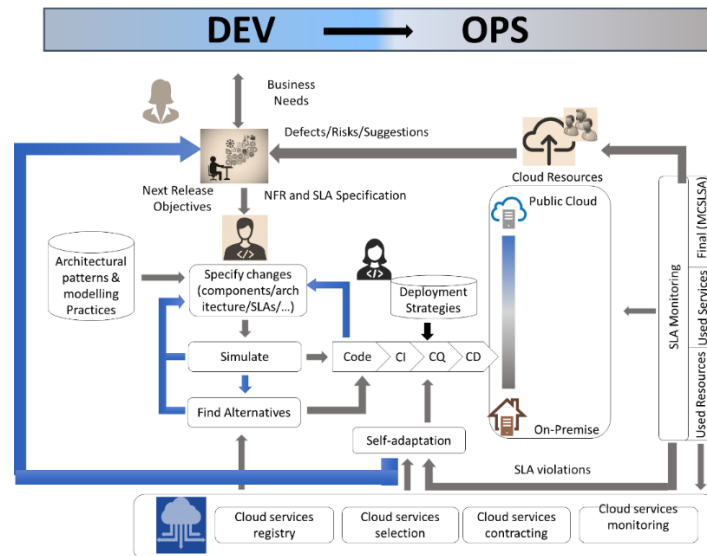 DEV
OPS
Business
Needs
Defects/Risks/Suggestions
Cloud Resources
Next Release
Objectives
NFR and SLA Specification
Public Cloud
Architectural
patterns &
modelling
Practices
Specify changes
(components/arch
itecture/SLAs/...)
Deployment
Strategies
Simulate
Code
CI
CQ
CD
Find Alternatives
On-Premise
Self-adaptation
SLA violations
SLA Monitoring
Final (MCSLSA)
Used Services
Used Resources
Cloud services
registry
Cloud services
selection
Cloud services
contracting
Cloud services
monitoring